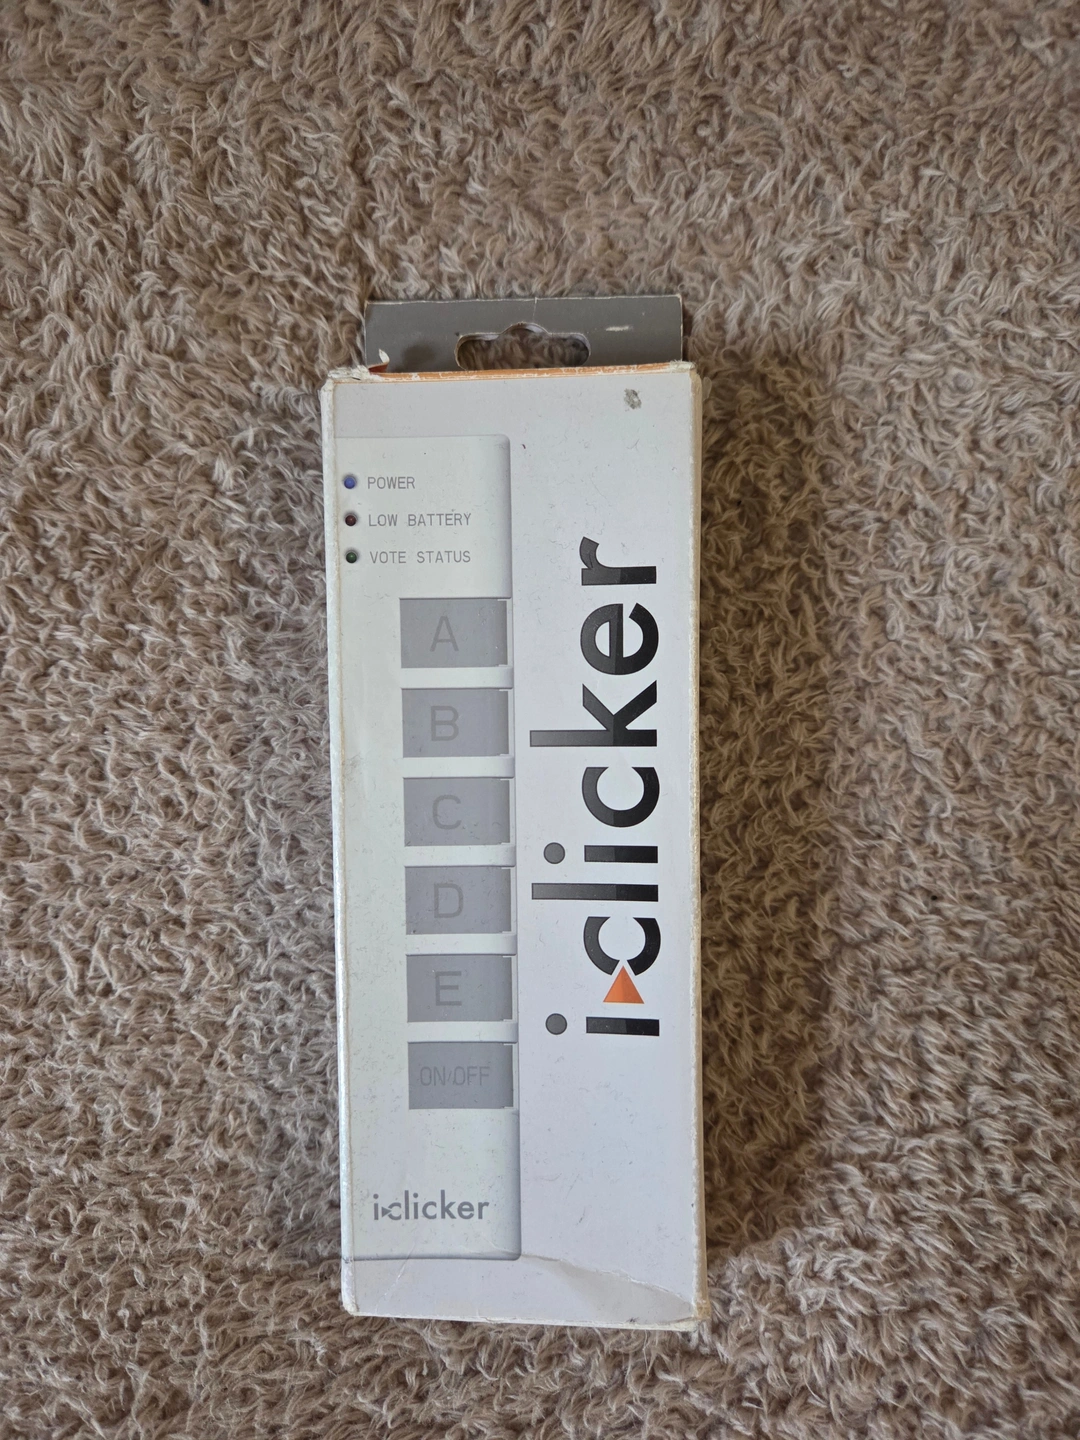 POWER
LOW BATTERY
VOTE STATUS
A
B
C
D
E
ON/OFF
iclicker
iclicker